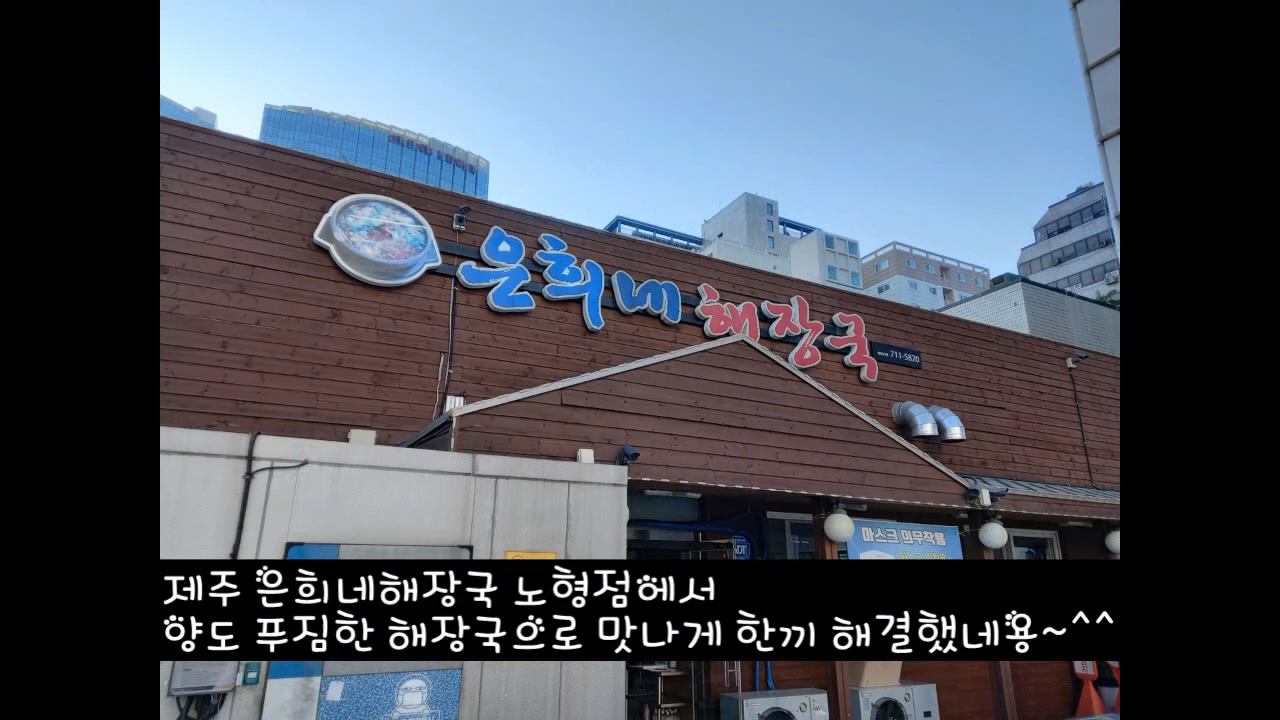 은희네 해장국
711-5820
마스크 의무착용
제주 은희네해장국 노형점에서
양도 푸짐한 해장국으로 맛나게 한끼 해결했네용~^^